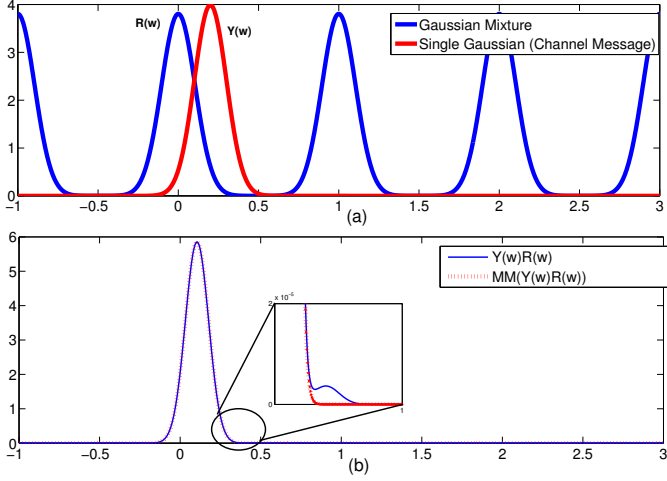 4
3
2
1
0
R(w)
Y(w)
Gaussian Mixture
Single Gaussian (Channel Message)
−1 −0.5 0 0.5 1 1.5 2 2.5 3
(a)
6
5
4
3
2
1
0
Y(w)R(w)
MM(Y(w)R(w))
x 10⁻⁵
2
0
1
−1 −0.5 0 0.5 1 1.5 2 2.5 3
(b)